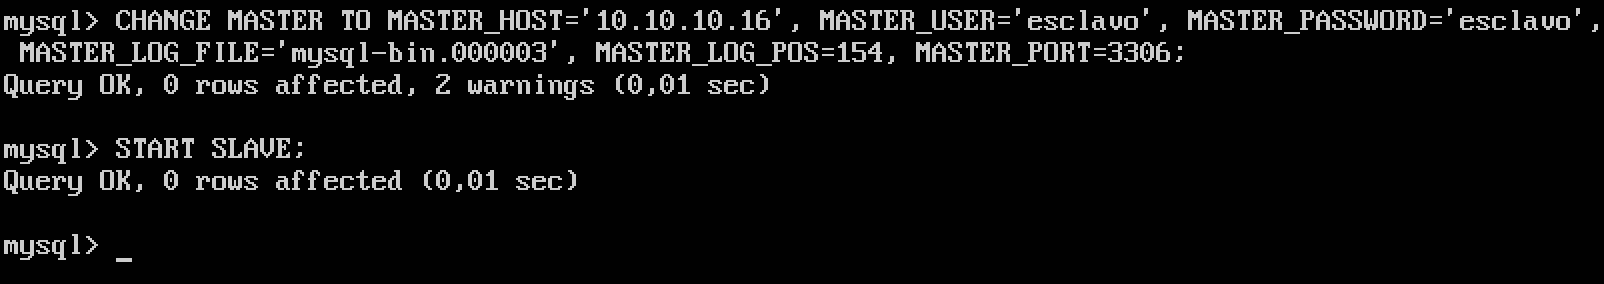 mysql> CHANGE MASTER TO MASTER_HOST='10.10.10.16', MASTER_USER='esclavo', MASTER_PASSWORD='esclavo',
 MASTER_LOG_FILE='mysql-bin.000003', MASTER_LOG_POS=154, MASTER_PORT=3306;
Query OK, 0 rows affected, 2 warnings (0,01 sec)
mysql> START SLAVE;
Query OK, 0 rows affected (0,01 sec)
mysql> _